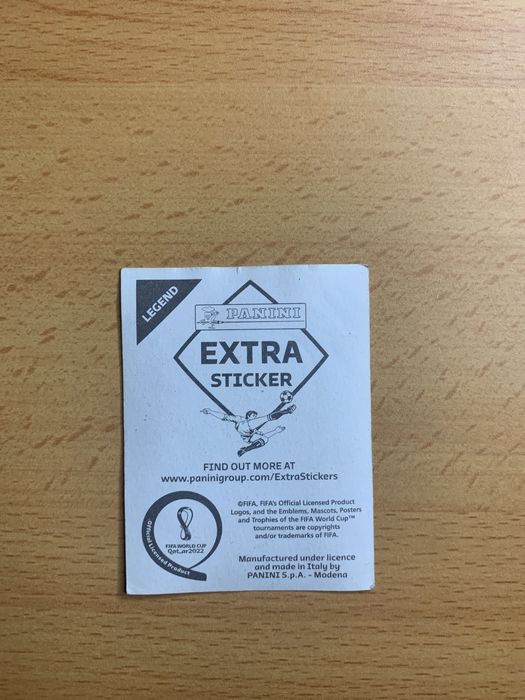 LEGEND
PANINI
EXTRA
STICKER
FIND OUT MORE AT
www.paninigroup.com/ExtraStickers
©FIFA, FIFA's Official Licensed Product
Logos, and the Emblems, Mascots, Posters
and Trophies of the FIFA World Cup™
tournaments are copyrights
and/or trademarks of FIFA.
FIFA WORLD CUP
Qatar2022
Official Licensed Product
Manufactured under licence
and made in Italy by
PANINI S.p.A. - Modena